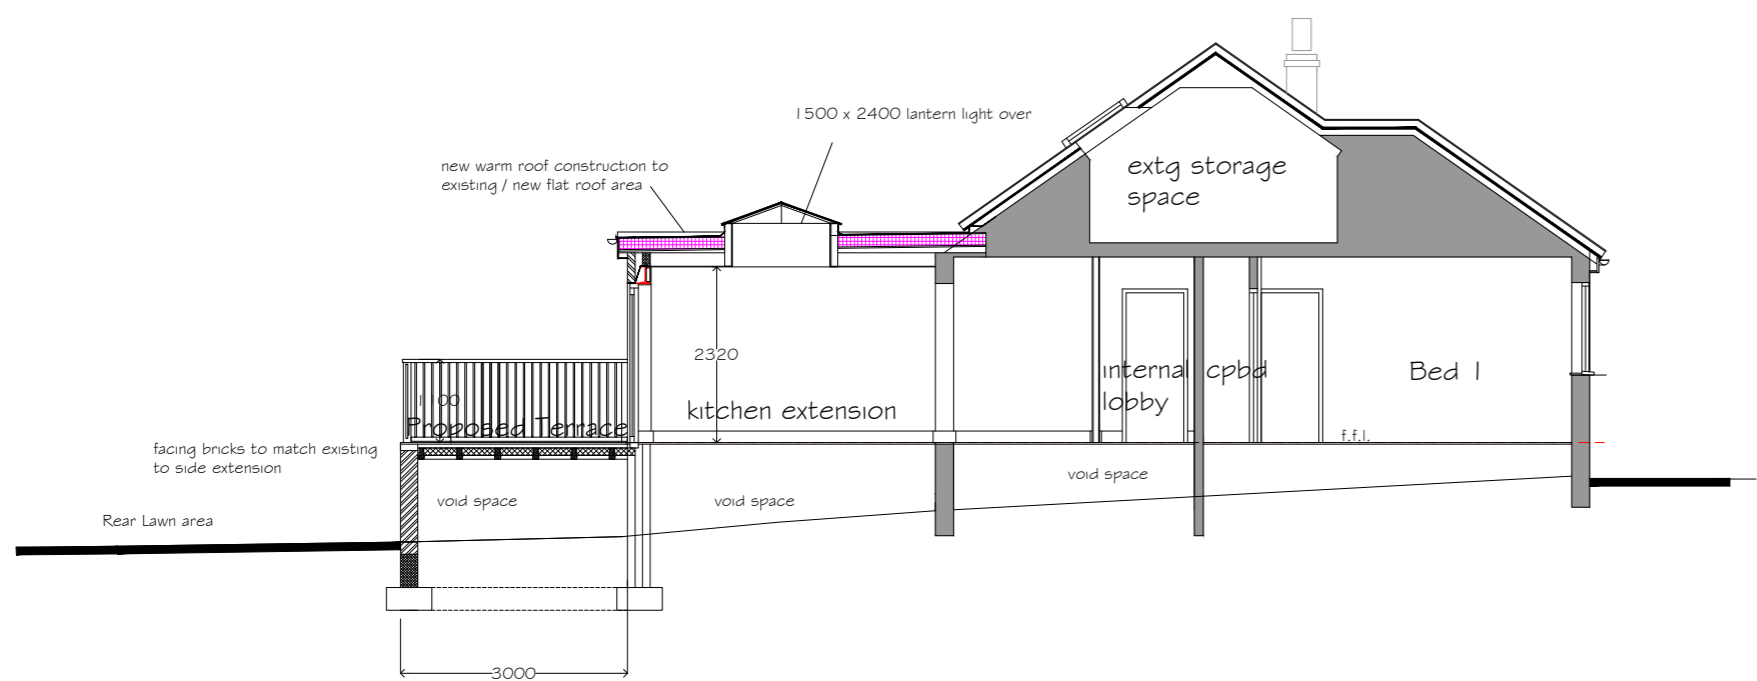 1500 x 2400 lantern light over
new warm roof construction to
existing / new flat roof area
extg storage
space
2320
internal
lobby
cpbd
Bed 1
1100
kitchen extension
Proposed Terrace
f.f.l.
facing bricks to match existing
to side extension
void space
void space
void space
Rear Lawn area
3000